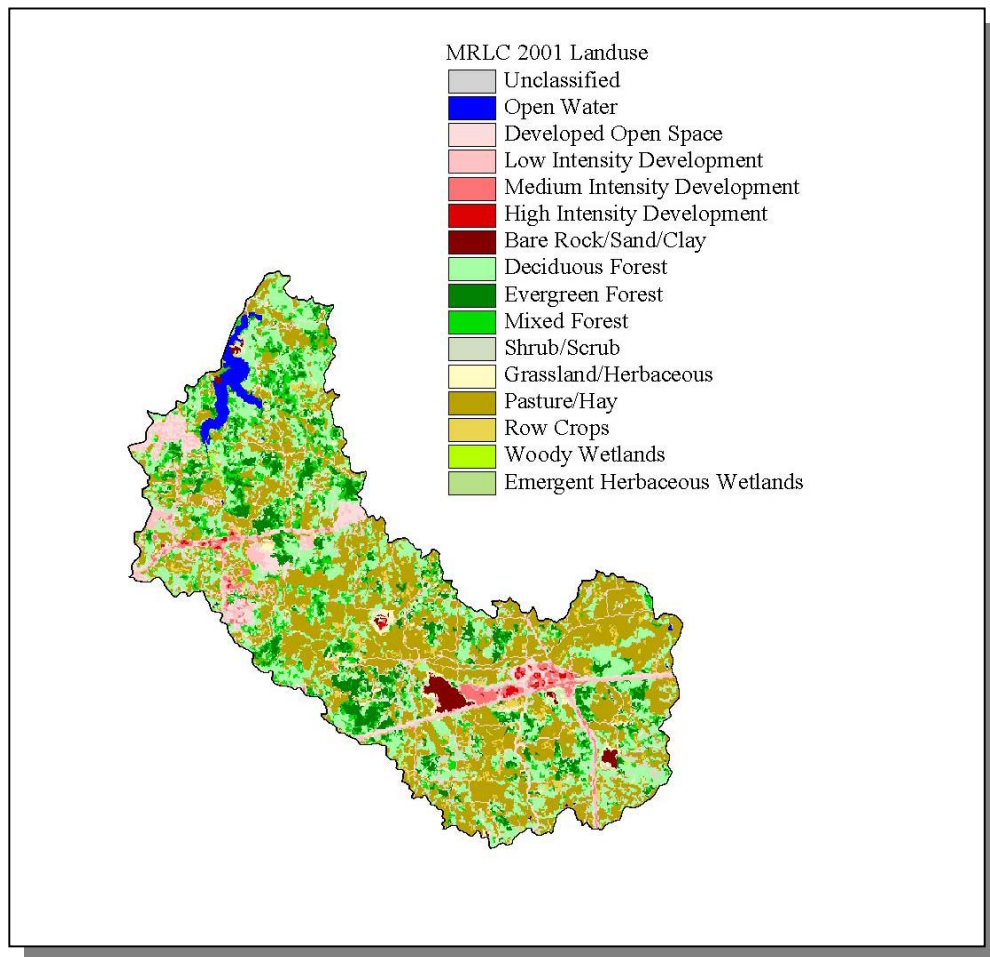 MRLC 2001 Landuse
Unclassified
Open Water
Developed Open Space
Low Intensity Development
Medium Intensity Development
High Intensity Development
Bare Rock/Sand/Clay
Deciduous Forest
Evergreen Forest
Mixed Forest
Shrub/Scrub
Grassland/Herbaceous
Pasture/Hay
Row Crops
Woody Wetlands
Emergent Herbaceous Wetlands